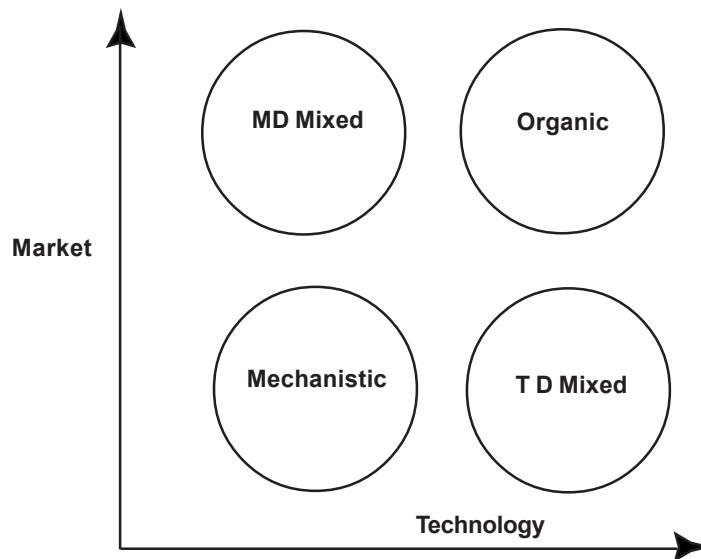 MD Mixed
Organic
Market
Mechanistic
T D Mixed
Technology